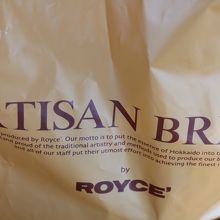 RTISAN BR
produced by Royce'. Our motto is to put the essence of Hokkaido into
and proud of the traditional artistry and methods used to produce our b
and all of our staff put their utmost effort into achieving the finest
by
ROYCE'